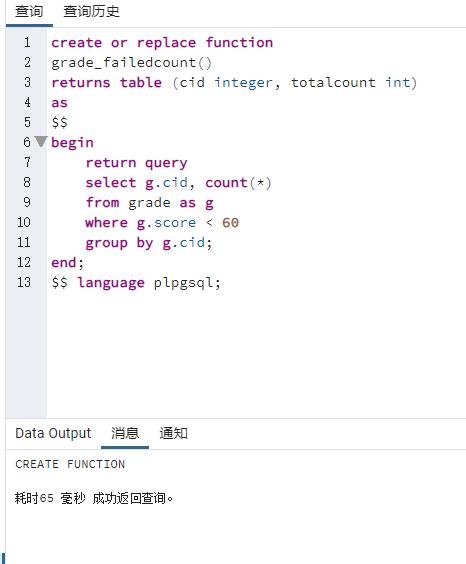 查询 查询历史
1 create or replace function
2 grade_failedcount()
3 returns table (cid integer, totalcount int)
4 as
5 $$
6 begin
7 return query
8 select g.cid, count(*)
9 from grade as g
10 where g.score < 60
11 group by g.cid;
12 end;
13 $$ language plpgsql;
Data Output 消息 通知
CREATE FUNCTION
耗时65 毫秒 成功返回查询。